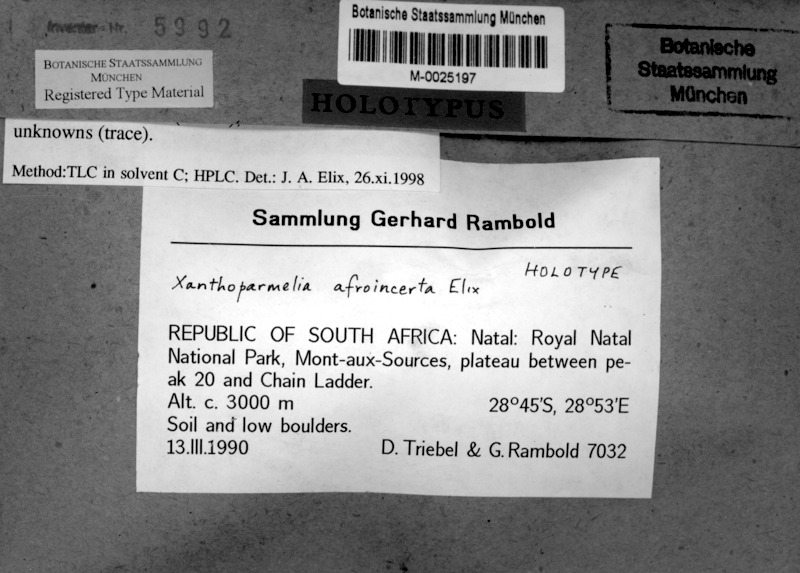 Inventar-Nr. 5992
Botanische Staatssammlung München
M-0025197
BOTANISCHE STAATSSAMMLUNG
MÜNCHEN
Registered Type Material
Botanische
Staatssammlung
München
HOLOTYPUS
unknowns (trace).
Method:TLC in solvent C; HPLC. Det.: J. A. Elix, 26.xi.1998
Sammlung Gerhard Rambold
HOLOTYPE
Xanthoparmelia afroincerta Elix
REPUBLIC OF SOUTH AFRICA: Natal: Royal Natal
National Park, Mont-aux-Sources, plateau between pe-
ak 20 and Chain Ladder.
Alt. c. 3000 m 28°45'S, 28°53'E
Soil and low boulders.
13.III.1990 D. Triebel & G. Rambold 7032